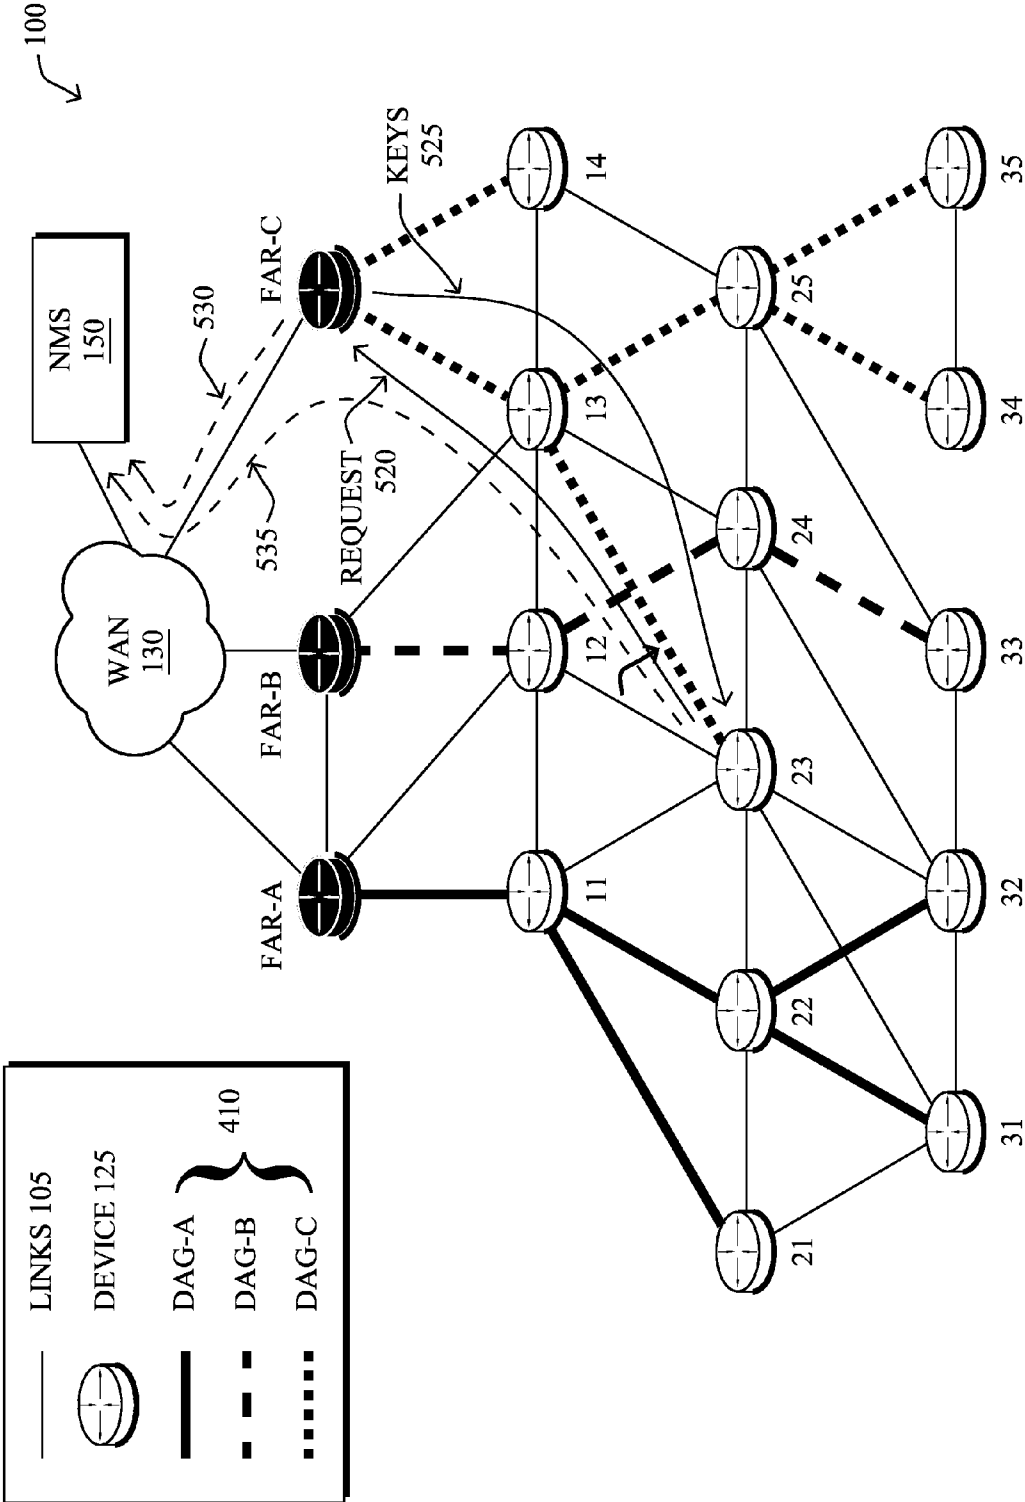 100
NMS
150
WAN
130
530
535
FAR-A
FAR-B
FAR-C
REQUEST
520
KEYS
525
11
12
13
14
21
22
23
24
25
31
32
33
34
35
LINKS 105
DEVICE 125
DAG-A
DAG-B
DAG-C
410